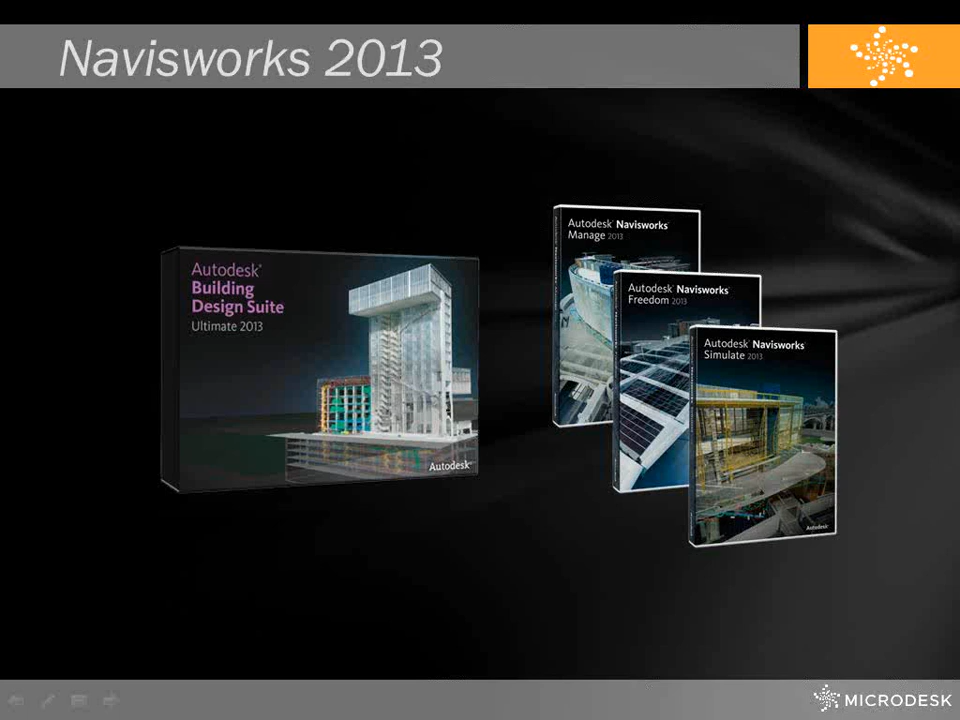 Navisworks 2013
Autodesk®
Building
Design Suite
Ultimate 2013
Autodesk®
Autodesk® Navisworks®
Manage 2013
Autodesk® Navisworks®
Freedom 2013
Autodesk® Navisworks®
Simulate 2013
Autodesk®
MICRODESK